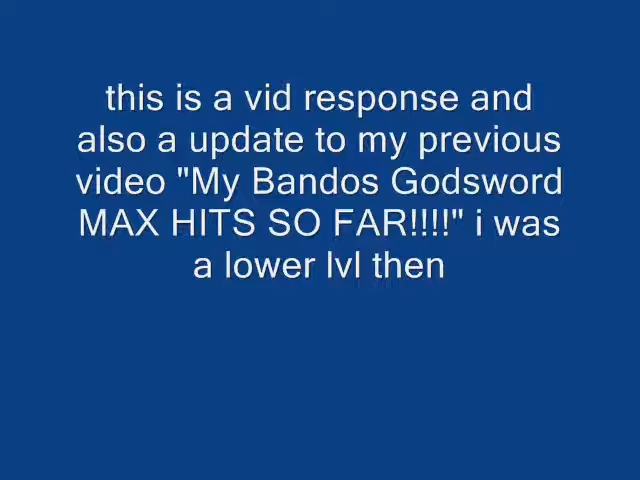 this is a vid response and
also a update to my previous
video "My Bandos Godsword
MAX HITS SO FAR!!!!" i was
a lower lvl then